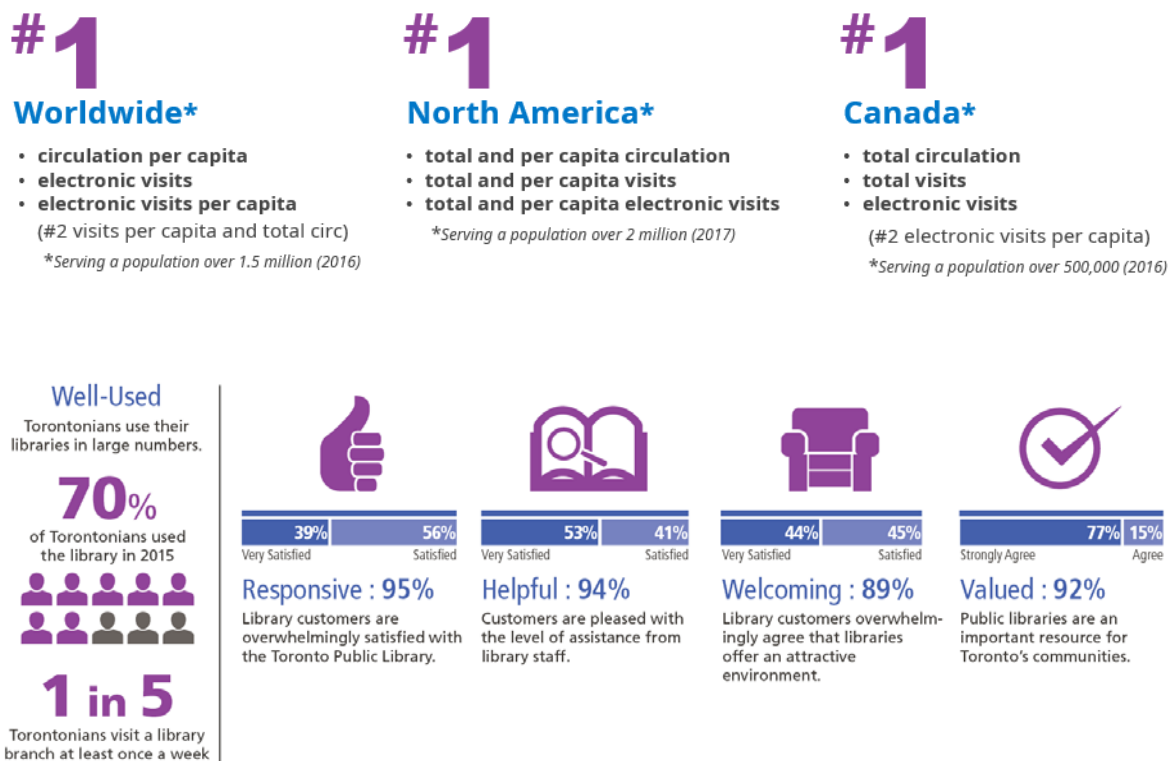 #1
Worldwide*
• circulation per capita
• electronic visits
• electronic visits per capita
(#2 visits per capita and total circ)
*Serving a population over 1.5 million (2016)
#1
North America*
• total and per capita circulation
• total and per capita visits
• total and per capita electronic visits
*Serving a population over 2 million (2017)
#1
Canada*
• total circulation
• total visits
• electronic visits
(#2 electronic visits per capita)
*Serving a population over 500,000 (2016)
Well-Used
Torontonians use their
libraries in large numbers.
70%
of Torontonians used
the library in 2015
1 in 5
Torontonians visit a library
branch at least once a week
39% 56%
Very Satisfied Satisfied
Responsive : 95%
Library customers are
overwhelmingly satisfied with
the Toronto Public Library.
53% 41%
Very Satisfied Satisfied
Helpful : 94%
Customers are pleased with
the level of assistance from
library staff.
44% 45%
Very Satisfied Satisfied
Welcoming : 89%
Library customers overwhelm-
ingly agree that libraries
offer an attractive
environment.
77% 15%
Strongly Agree Agree
Valued : 92%
Public libraries are an
important resource for
Toronto's communities.